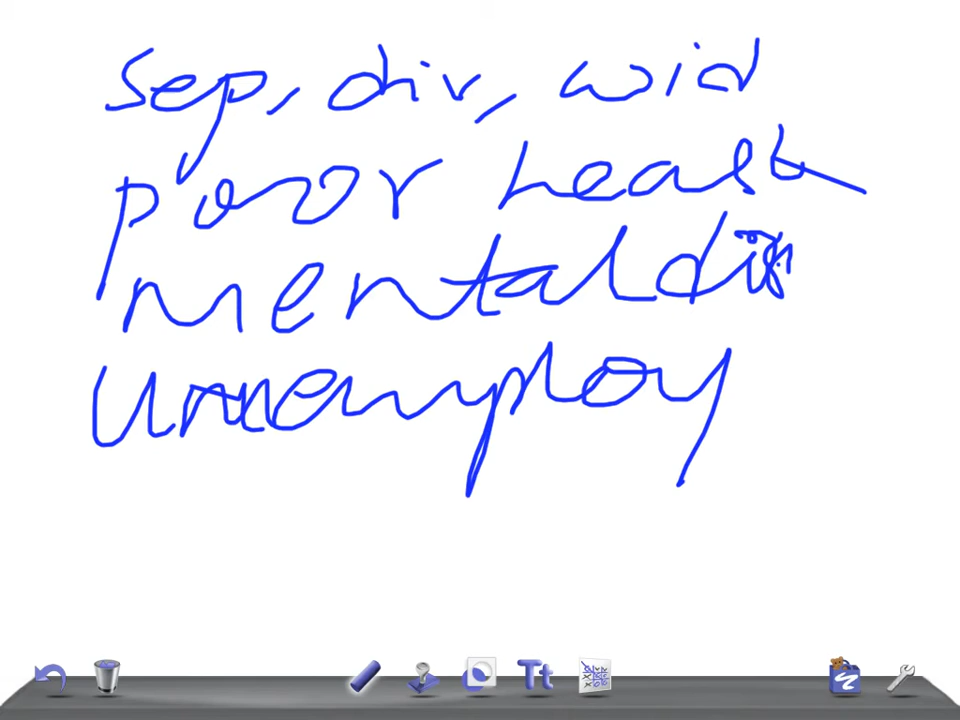 Sep, div, wid
poor health
mental dis
Unemploy